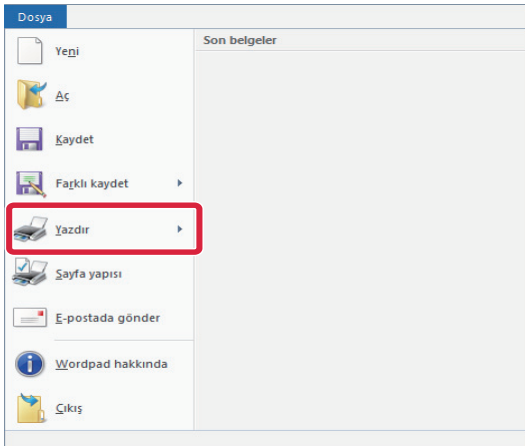 Dosya
Son belgeler
Yeni
Aç
Kaydet
Farklı kaydet
Yazdır
Sayfa yapısı
E-postada gönder
Wordpad hakkında
Çıkış